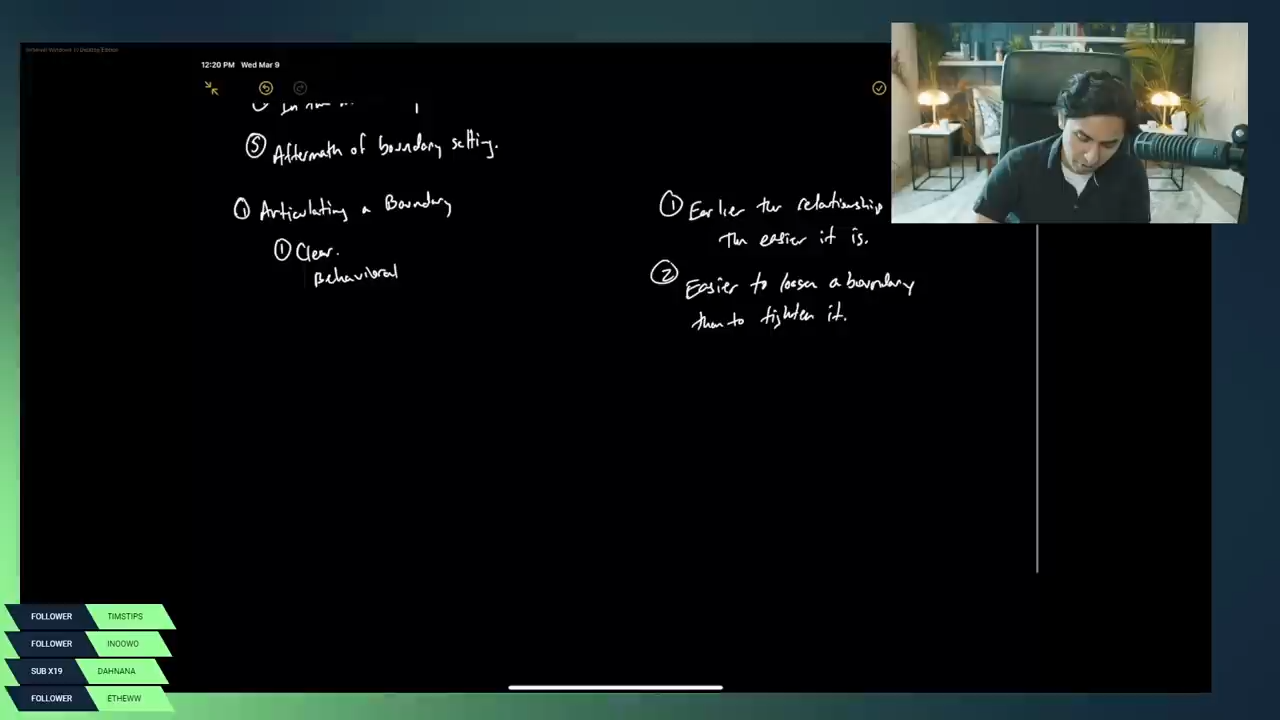 12:20 PM Wed Mar 9
⑤ Aftermath of boundary setting.
① Articulating a Boundary
① Clear.
Behavioral
① Earlier the relationship
The easier it is.
② Easier to loosen a boundary
than to tighten it.
FOLLOWER TIMSTIPS
FOLLOWER INOOWO
SUB X19 DAHNANA
FOLLOWER ETHEWW